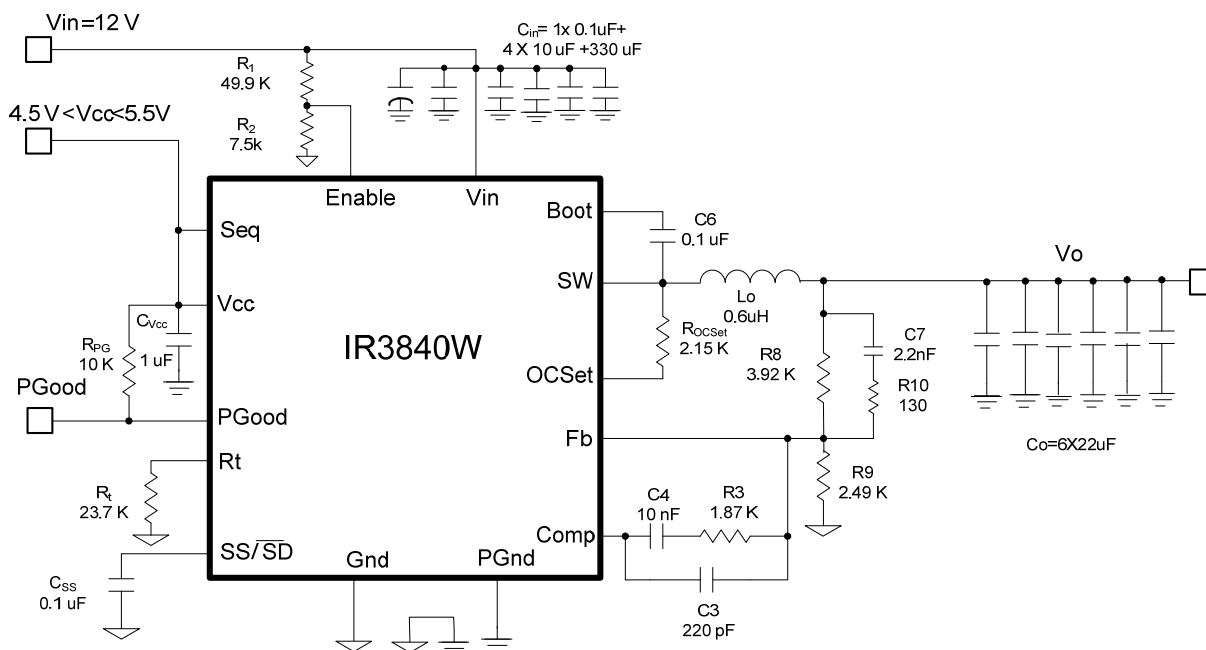 Vin=12 V
Cin= 1x 0.1uF+
4 X 10 uF +330 uF
R1
49.9 K
4.5 V <Vcc<5.5V
R2
7.5k
Enable
Vin
Boot
Seq
C6
0.1 uF
Vo
SW
Vcc
CVcc
1 uF
RPG
10 K
IR3840W
Lo
0.6uH
ROCSet
2.15 K
C7
2.2nF
R8
3.92 K
OCSet
R10
130
PGood
PGood
Fb
Co=6X22uF
Rt
Rt
23.7 K
R9
2.49 K
C4
10 nF
R3
1.87 K
Comp
SS/SD
Gnd
PGnd
CSS
0.1 uF
C3
220 pF